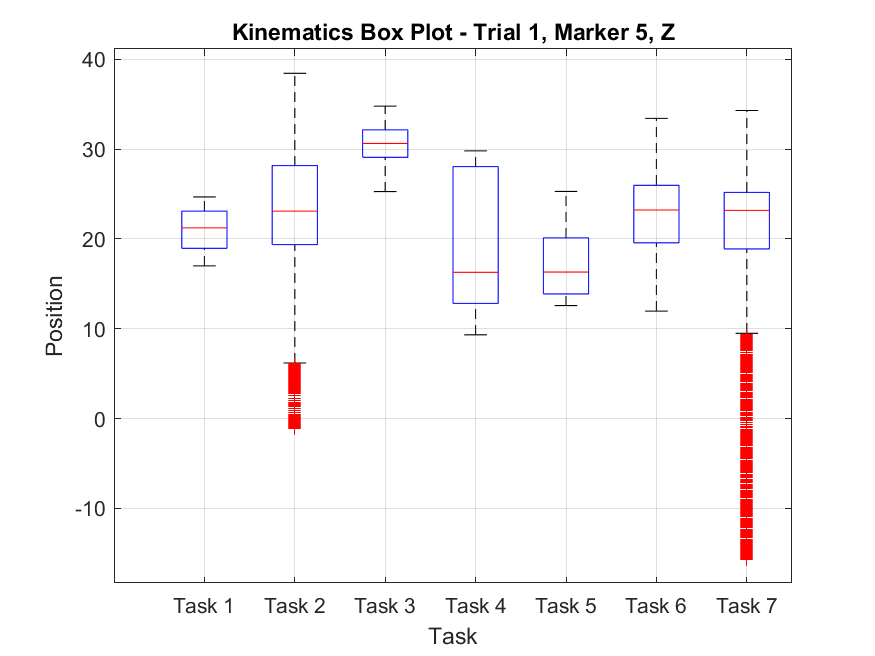 Kinematics Box Plot - Trial 1, Marker 5, Z
40
30
20
10
0
-10
Position
Task 1 Task 2 Task 3 Task 4 Task 5 Task 6 Task 7
Task